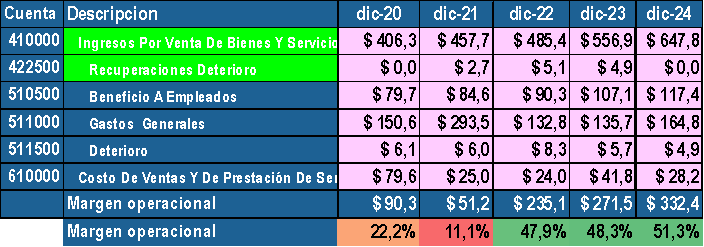 Cuenta Descripcion dic-20 dic-21 dic-22 dic-23 dic-24
410000 Ingresos Por Venta De Bienes Y Servicio $ 406,3 $ 457,7 $ 485,4 $ 556,9 $ 647,8
422500 Recuperaciones Deterioro $ 0,0 $ 2,7 $ 5,1 $ 4,9 $ 0,0
510500 Beneficio A Empleados $ 79,7 $ 84,6 $ 90,3 $ 107,1 $ 117,4
511000 Gastos Generales $ 150,6 $ 293,5 $ 132,8 $ 135,7 $ 164,8
511500 Deterioro $ 6,1 $ 6,0 $ 8,3 $ 5,7 $ 4,9
610000 Costo De Ventas Y De Prestación De Ser $ 79,6 $ 25,0 $ 24,0 $ 41,8 $ 28,2
Margen operacional $ 90,3 $ 51,2 $ 235,1 $ 271,5 $ 332,4
Margen operacional 22,2% 11,1% 47,9% 48,3% 51,3%